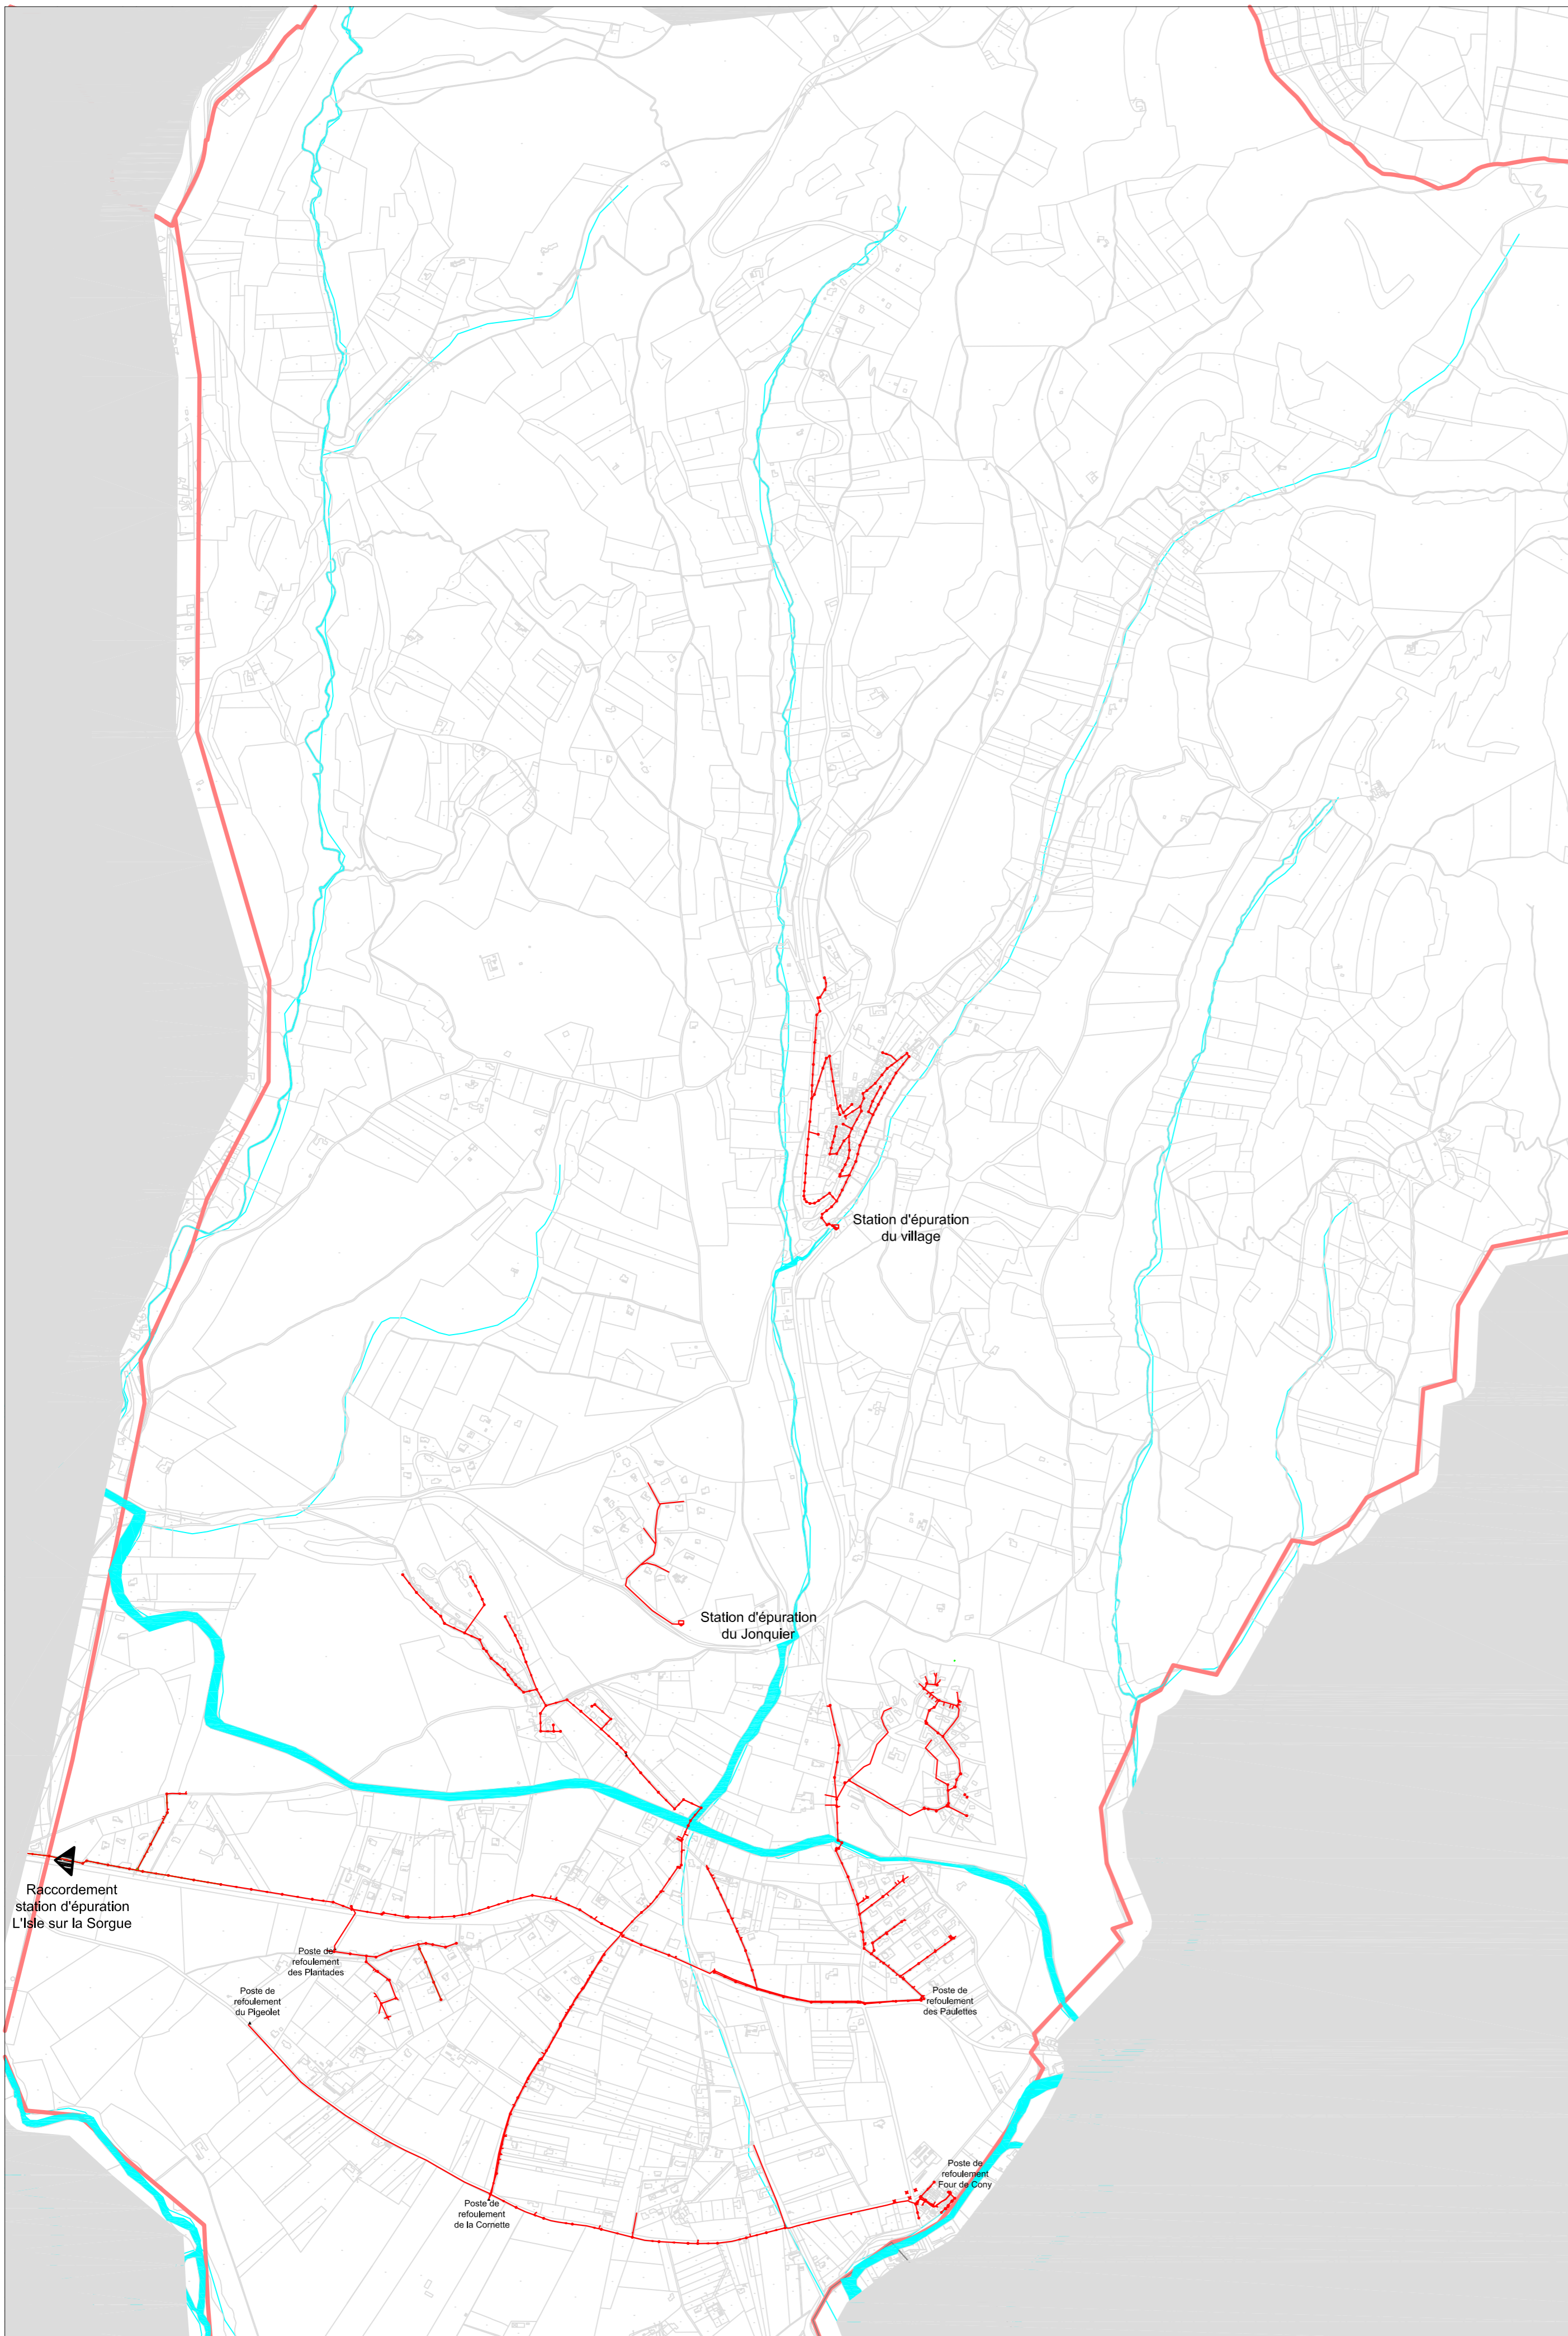 Station d'épuration
du village
Station d'épuration
du Jonquier
Raccordement
station d'épuration
L'Isle sur la Sorgue
Poste de
refoulement
des Plantades
Poste de
refoulement
du Pigeolet
Poste de
refoulement
des Paulettes
Poste de
refoulement
Four de Cony
Poste de
refoulement
de la Cornette